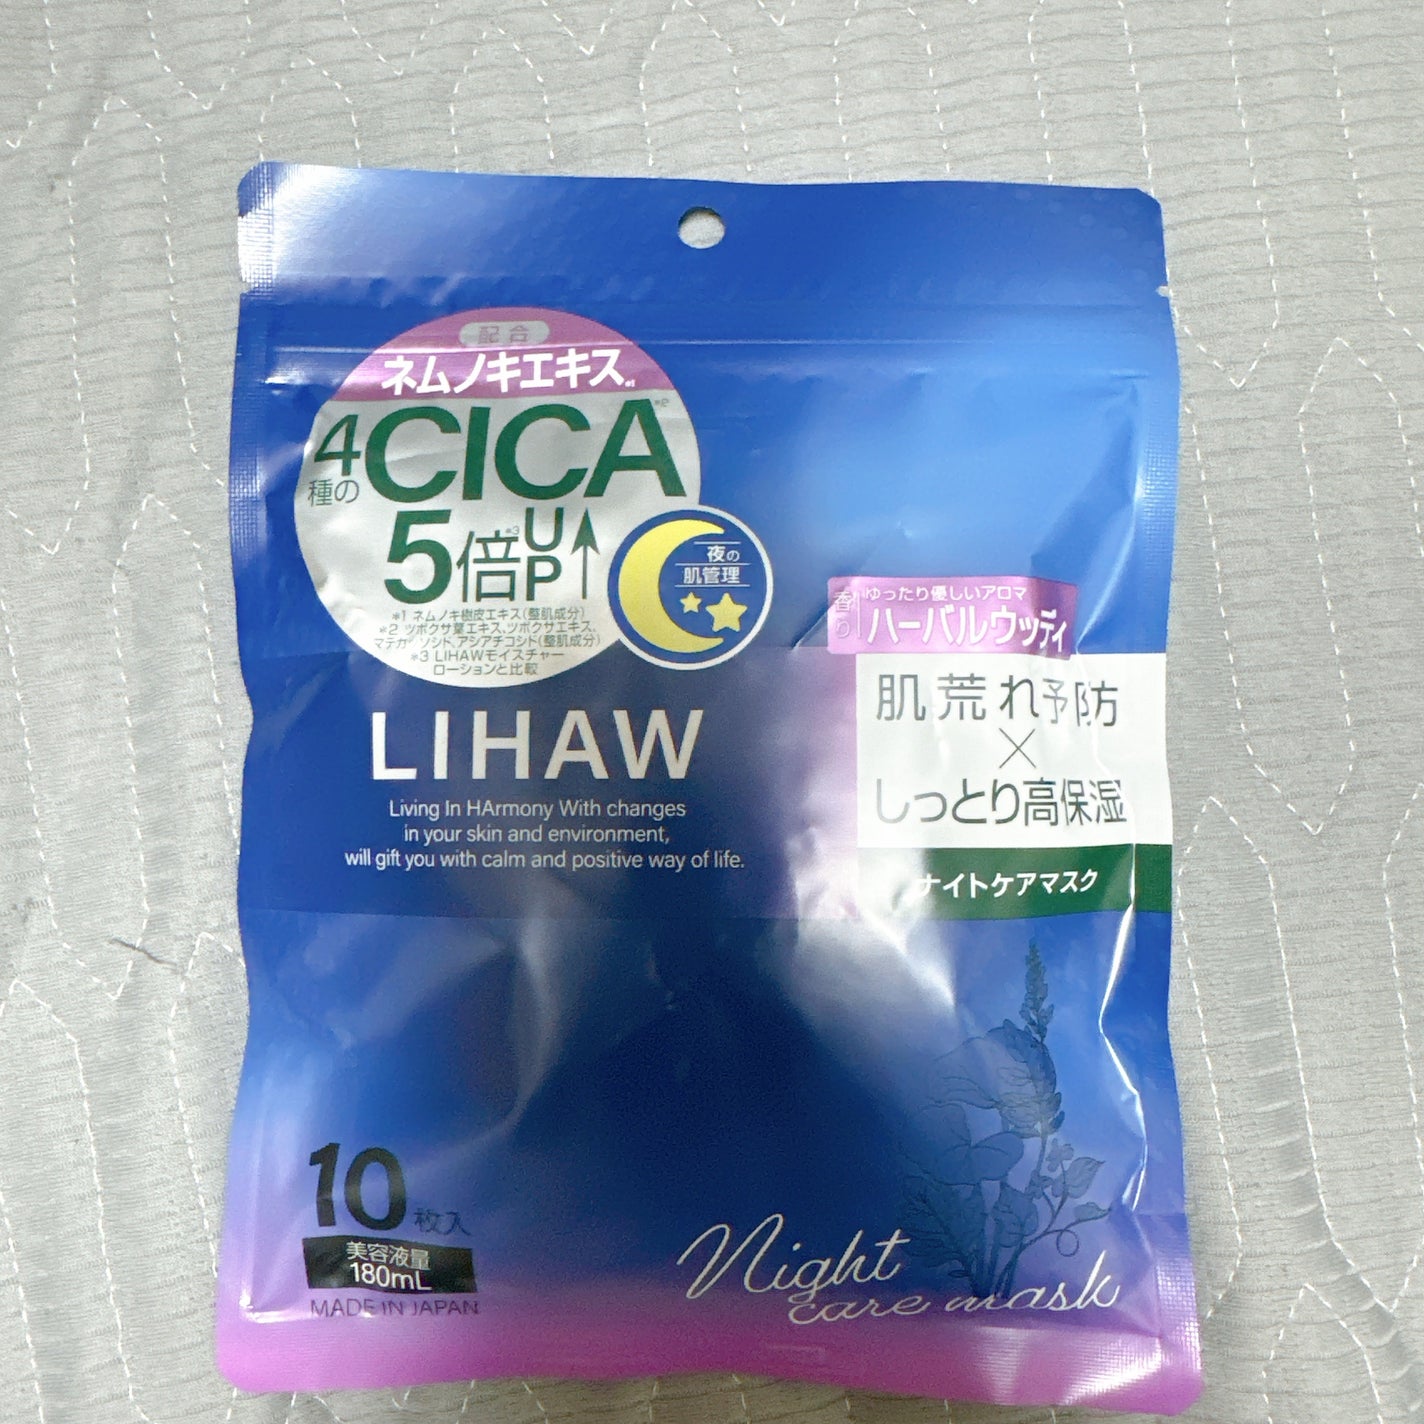 配合
ネムノキエキス*1
4種のCICA*2
5倍*3UP↑
*1 ネムノキ樹皮エキス(整肌成分)
*2 ツボクサ葉エキス、ツボクサエキス、
マデカソシド、アシアチコシド(整肌成分)
*3 LIHAWモイスチャー
ローションと比較
夜の
肌管理
香り
ゆったり優しいアロマ
ハーバルウッディ
肌荒れ予防
×
しっとり高保湿
ナイトケアマスク
LIHAW
Living In HArmony With changes
in your skin and environment,
will gift you with calm and positive way of life.
10枚入
美容液量
180mL
MADE IN JAPAN
Night
care mask